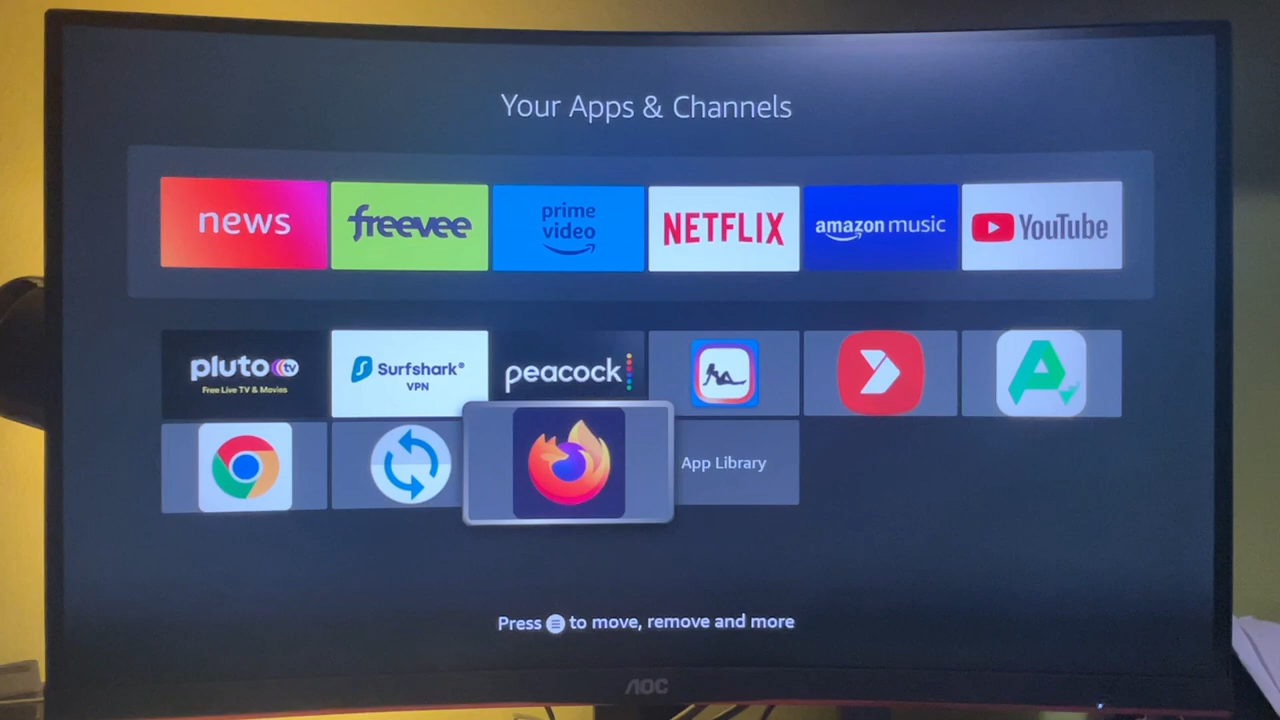 Your Apps & Channels
news
freevee
prime video
NETFLIX
amazon music
YouTube
pluto tv
Free Live TV & Movies
Surfshark®
VPN
peacock
App Library
Press to move, remove and more
AOC